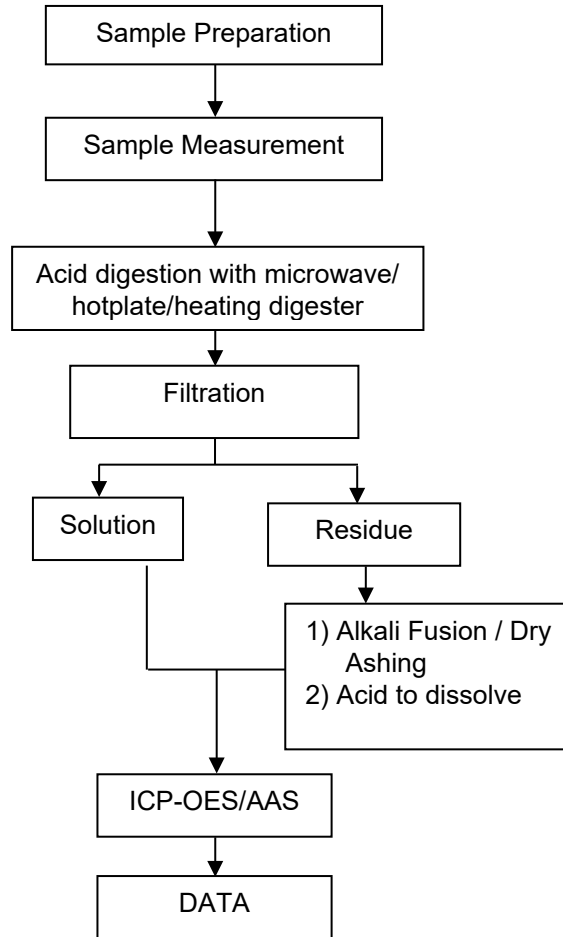 Sample Preparation
Sample Measurement
Acid digestion with microwave/
hotplate/heating digester
Filtration
Solution
Residue
1) Alkali Fusion / Dry
Ashing
2) Acid to dissolve
ICP-OES/AAS
DATA